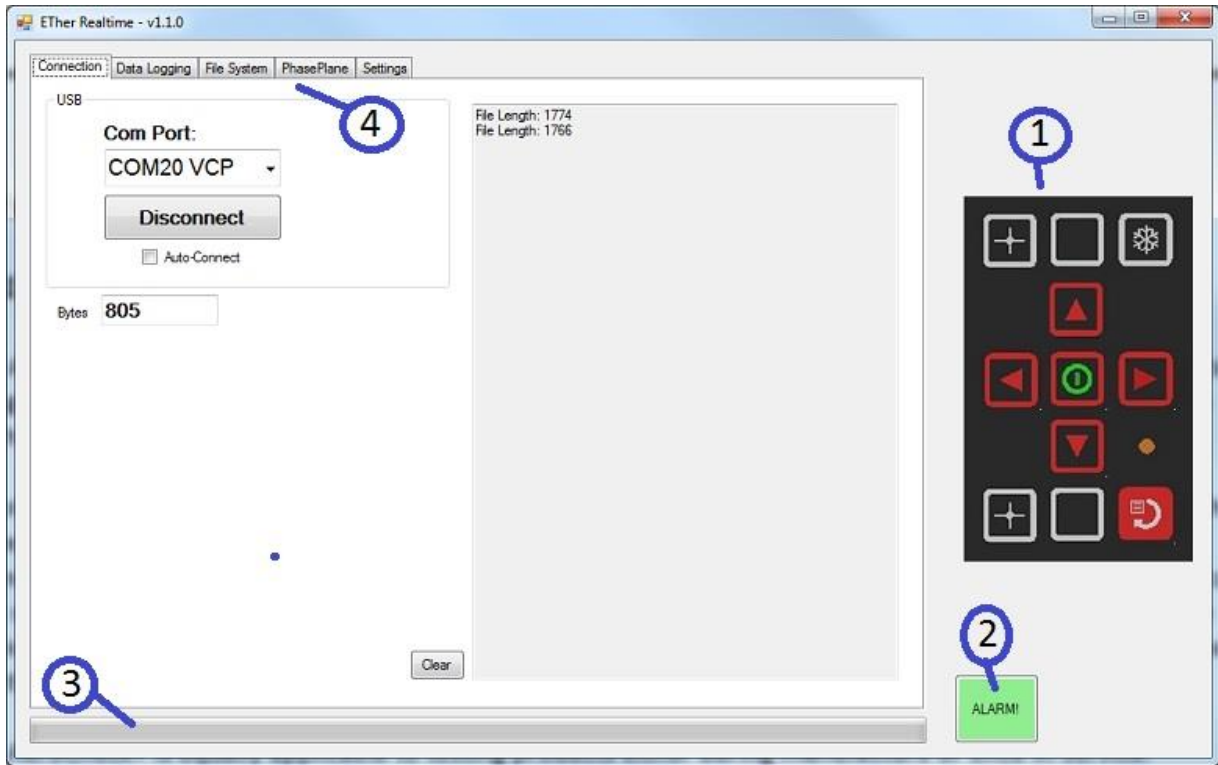 ETher Realtime - v1.1.0
Connection Data Logging File System PhasePlane Settings
4
USB
Com Port:
COM20 VCP
Disconnect
Auto-Connect
Bytes 805
File Length: 1774
File Length: 1766
1
Clear
2
3
ALARM!